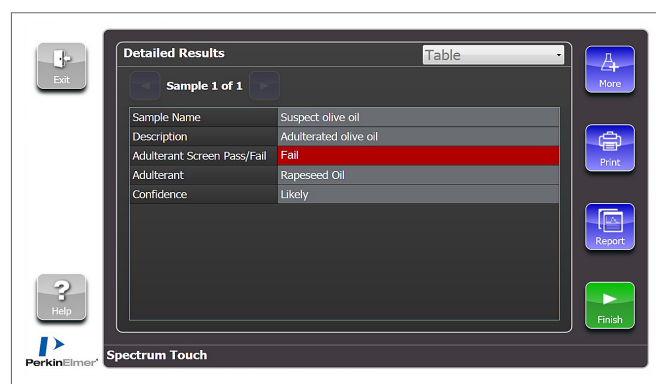 Exit
Detailed Results
Table
More
Sample 1 of 1
Sample Name Suspect olive oil
Description Adulterated olive oil
Adulterant Screen Pass/Fail Fail
Adulterant Rapeseed Oil
Confidence Likely
Print
Report
?
Help
Finish
PerkinElmer
Spectrum Touch